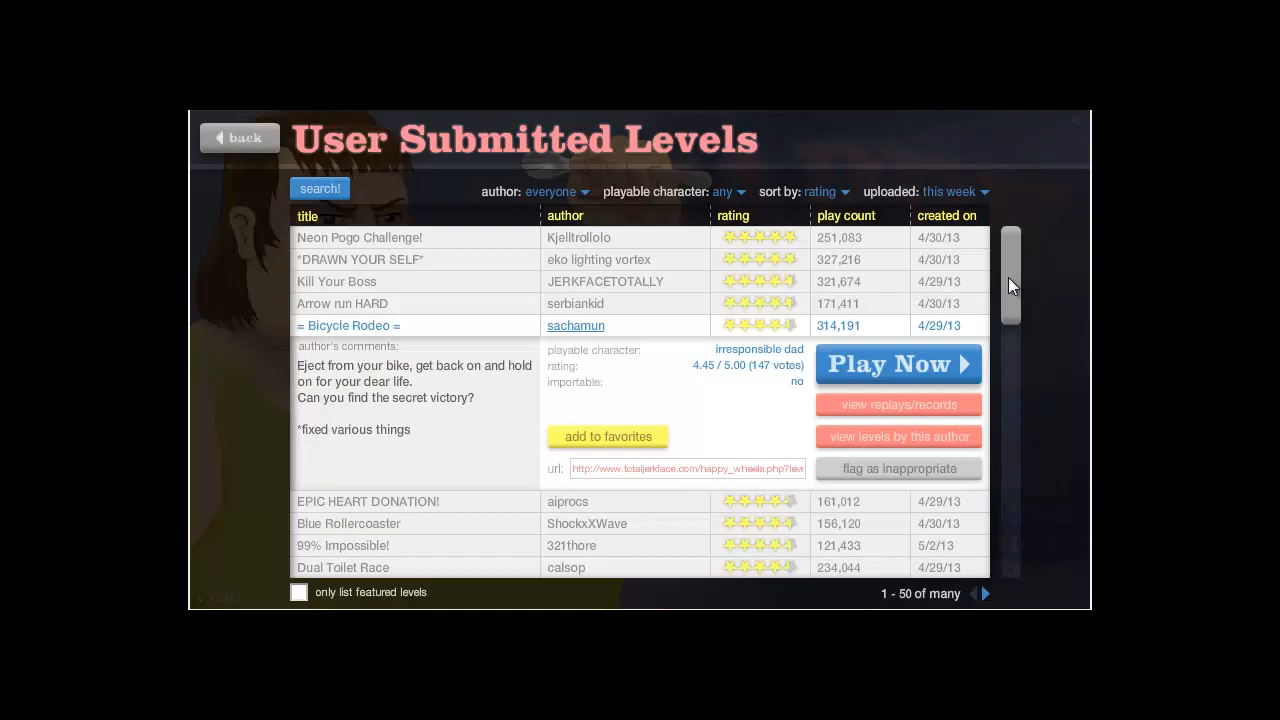 back
User Submitted Levels
search!
author: everyone playable character: any sort by: rating uploaded: this week
title author rating play count created on
Neon Pogo Challenge! Kjelltrollolo 251,083 4/30/13
*DRAWN YOUR SELF* eko lighting vortex 327,216 4/30/13
Kill Your Boss JERKFACETOTALLY 321,674 4/29/13
Arrow run HARD serbiankid 171,411 4/30/13
= Bicycle Rodeo = sachamun 314,191 4/29/13
author's comments:
Eject from your bike, get back on and hold
on for your dear life.
Can you find the secret victory?
*fixed various things
playable character: irresponsible dad
rating: 4.45 / 5.00 (147 votes)
importable: no
add to favorites
url: http://www.totaljerkface.com/happy_wheels.php?leve
Play Now
view replays/records
view levels by this author
flag as inappropriate
EPIC HEART DONATION! aiprocs 161,012 4/29/13
Blue Rollercoaster ShockxXWave 156,120 4/30/13
99% Impossible! 321thore 121,433 5/2/13
Dual Toilet Race calsop 234,044 4/29/13
only list featured levels
1 - 50 of many